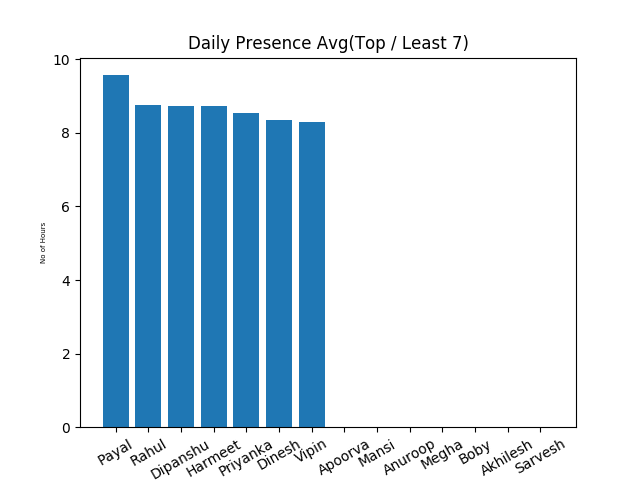 Daily Presence Avg(Top / Least 7)
10
8
6
4
2
0
No of Hours
Payal
Rahul
Dipanshu
Harmeet
Priyanka
Dinesh
Vipin
Apoorva
Mansi
Anuroop
Megha
Boby
Akhilesh
Sarvesh